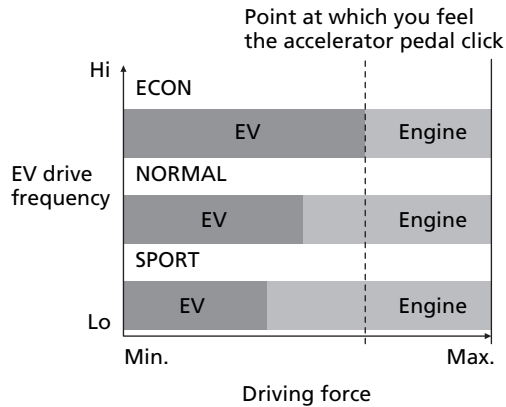 Point at which you feel
the accelerator pedal click
Hi
ECON
EV Engine
EV drive
frequency
NORMAL
EV Engine
SPORT
EV Engine
Lo
Min. Max.
Driving force